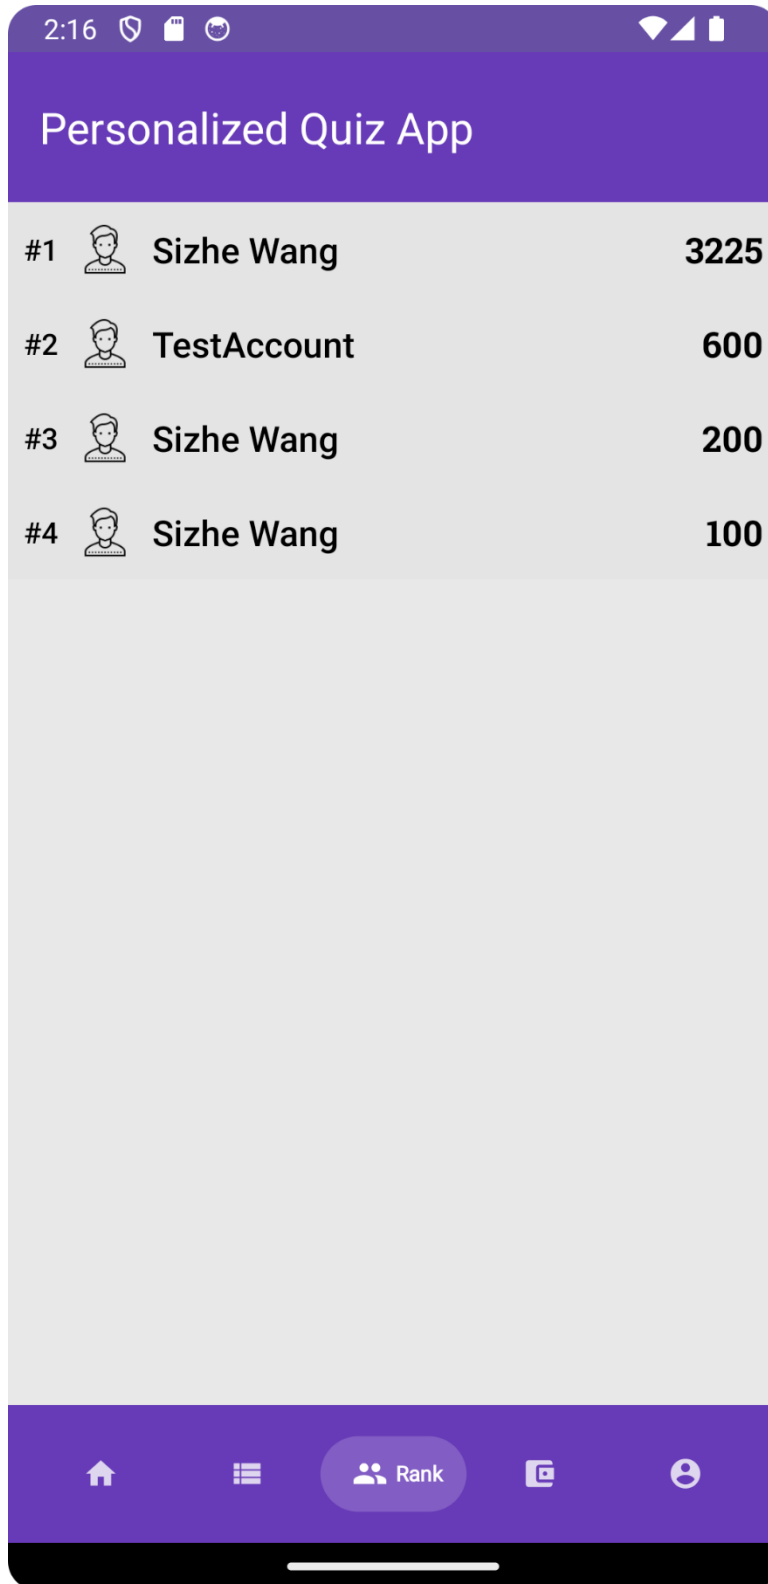 2:16
Personalized Quiz App
#1 Sizhe Wang 3225
#2 TestAccount 600
#3 Sizhe Wang 200
#4 Sizhe Wang 100
Rank